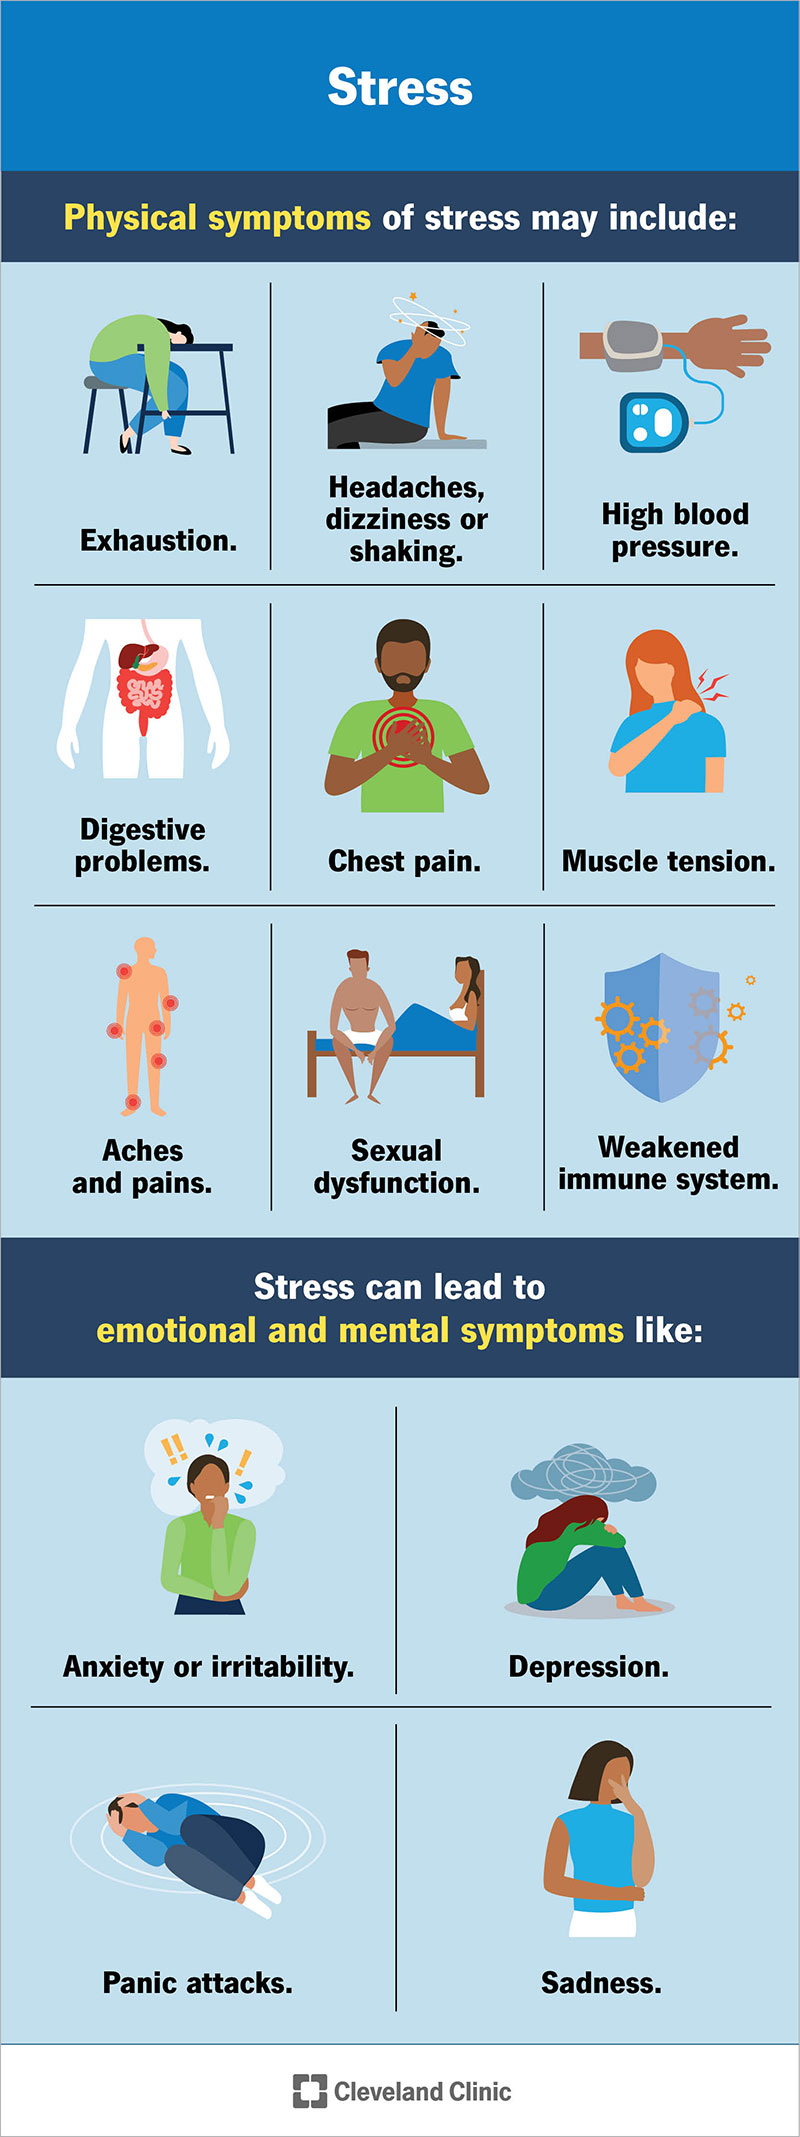 Stress
Physical symptoms of stress may include:
Exhaustion.
Headaches,
dizziness or
shaking.
High blood
pressure.
Digestive
problems.
Chest pain.
Muscle tension.
Aches
and pains.
Sexual
dysfunction.
Weakened
immune system.
Stress can lead to
emotional and mental symptoms like:
!! !
Anxiety or irritability.
Depression.
Panic attacks.
Sadness.
Cleveland Clinic